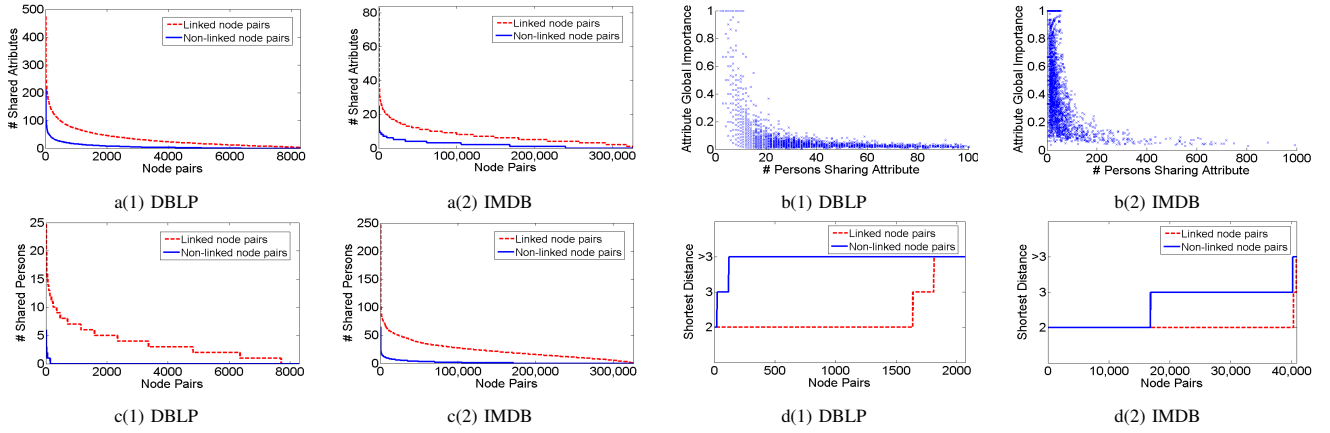 500
400
300
200
100
0
# Shared Atributes
Linked node pairs
Non-linked node pairs
0
2000
4000
6000
8000
Node pairs
a(1) DBLP
80
60
40
20
0
# Shared Attributes
Linked node pairs
Non-linked node pairs
0
100,000
200,000
300,000
Node pairs
a(2) IMDB
1
0.8
0.6
0.4
0.2
0
Attribute Global Importance
0
20
40
60
80
100
# Persons Sharing Attribute
b(1) DBLP
1
0.8
0.6
0.4
0.2
0
Attribute Global Importance
0
200
400
600
800
1000
# Persons Sharing Attribute
b(2) IMDB
25
20
15
10
5
0
# Shared Persons
Linked node pairs
Non-linked node pairs
0
2000
4000
6000
8000
Node Pairs
c(1) DBLP
250
200
150
100
50
0
# Shared Persons
Linked node pairs
Non-linked node pairs
0
100,000
200,000
300,000
Node Pairs
c(2) IMDB
>3
3
2
Shortest Distance
Linked node pairs
Non-linked node pairs
0
500
1000
1500
2000
Node Pairs
d(1) DBLP
>3
3
2
Shortest Distance
Linked node pairs
Non-linked node pairs
0
10,000
20,000
30,000
40,000
Node Pairs
d(2) IMDB